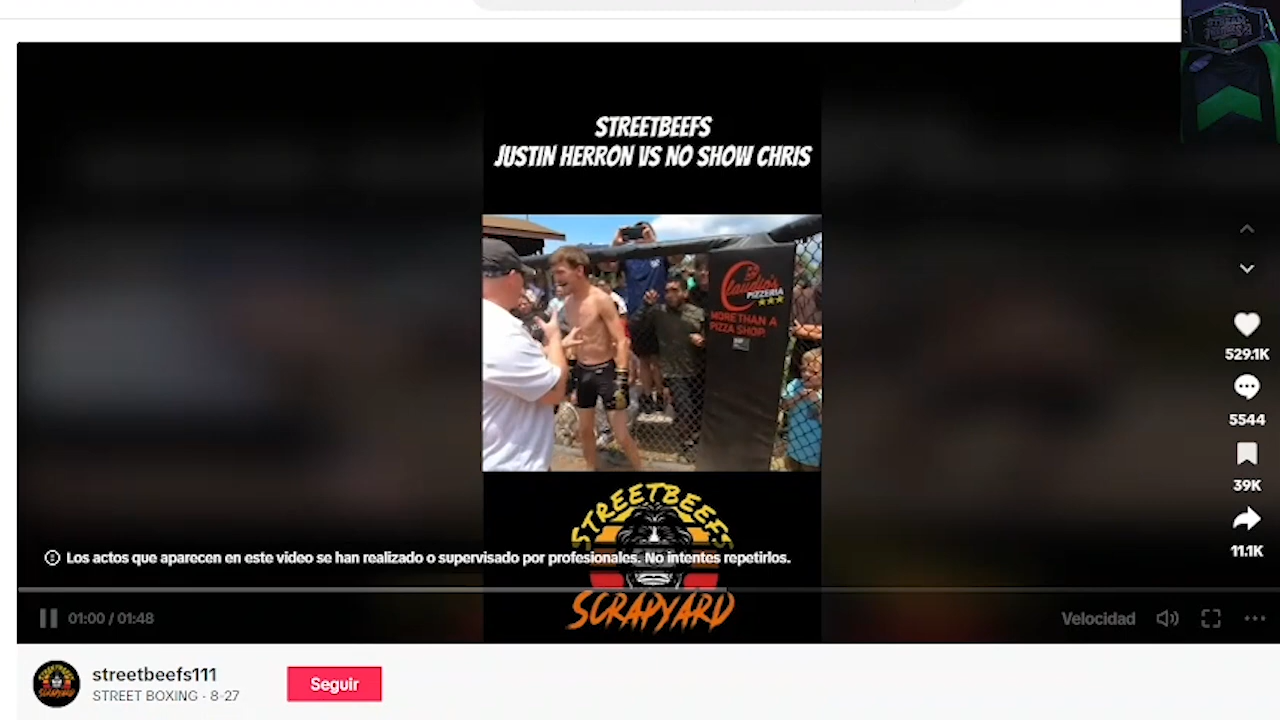 STREETBEEFS
JUSTIN HERRON VS NO SHOW CHRIS
Claudio's
PIZZERIA
MORE THAN A
PIZZA SHOP!
529.1K
5544
39K
11.1K
STREETBEEFS
Los actos que aparecen en este video se han realizado o supervisado por profesionales. No intentes repetirlos.
SCRAPYARD
01:00 / 01:48
Velocidad
streetbeefs111
STREET BOXING · 8-27
Seguir